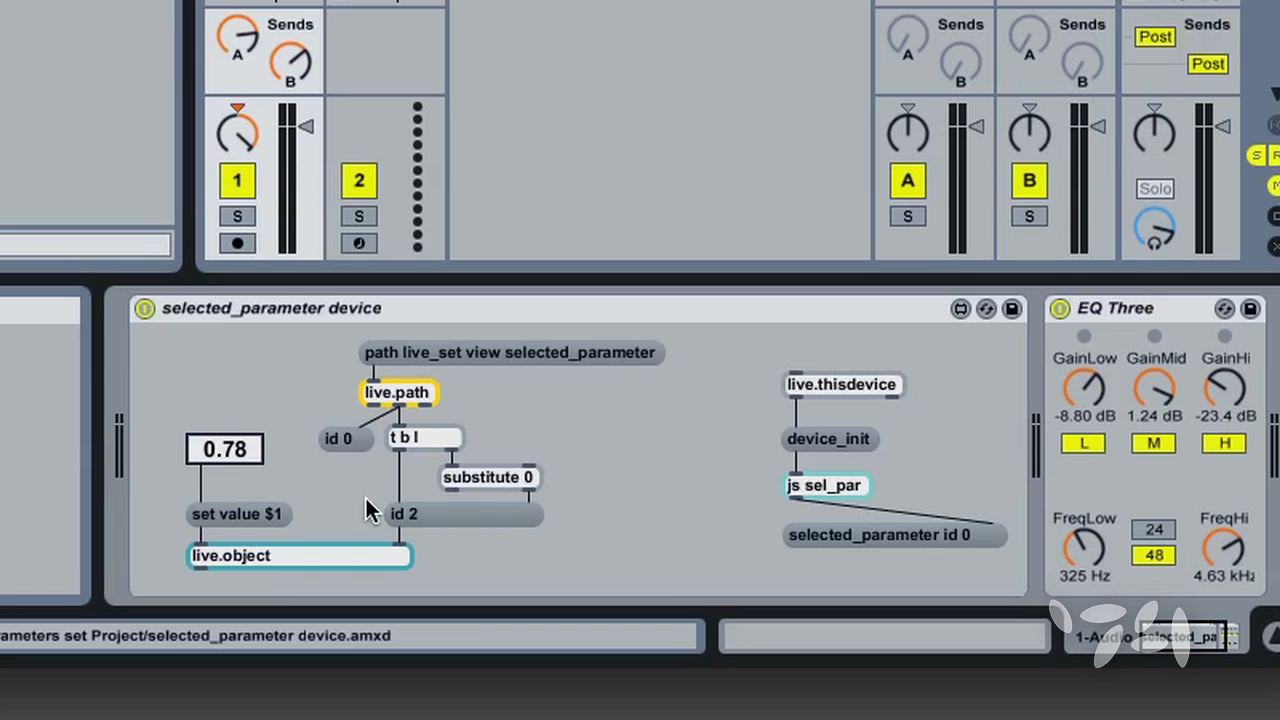 Sends
A
B
Sends
A
B
Sends
A
B
Post
Sends
Post
1
2
A
B
S
S
S
S
Solo
S
selected_parameter device
EQ Three
path live_set view selected_parameter
live.path
id 0
t b l
substitute 0
0.78
set value $1
id 2
live.object
live.thisdevice
device_init
js sel_par
selected_parameter id 0
GainLow
GainMid
GainHi
-8.80 dB
1.24 dB
-23.4 dB
L
M
H
FreqLow
24
FreqHi
48
325 Hz
4.63 kHz
rameters set Project/selected_parameter device.amxd
1-Audio
selected_pa